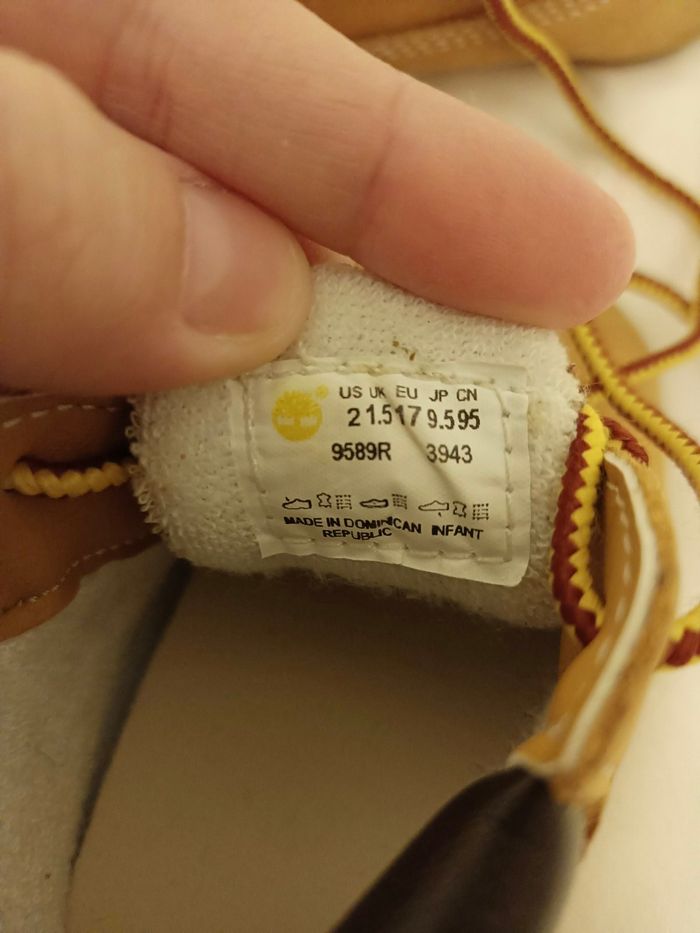 US UK EU JP CN
2 1.5 17 9.5 95
9589R 3943
MADE IN DOMINICAN INFANT
REPUBLIC